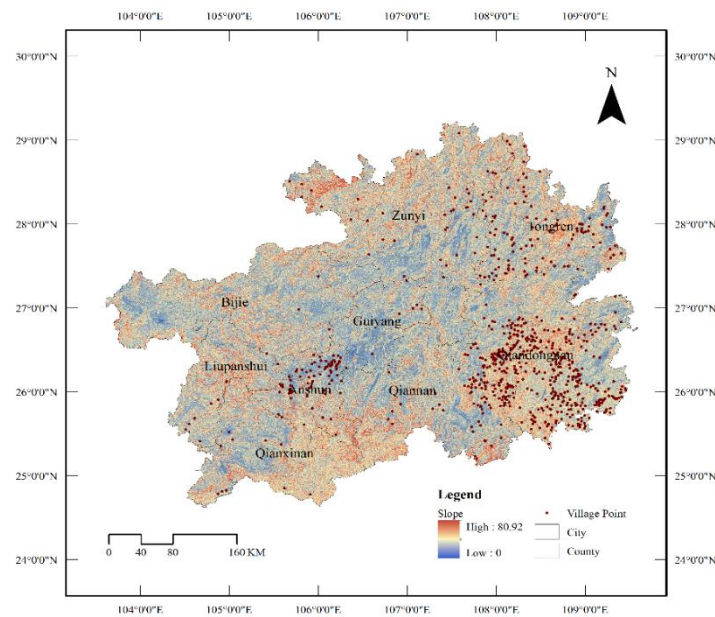 104°0'0"E 105°0'0"E 106°0'0"E 107°0'0"E 108°0'0"E 109°0'0"E
30°0'0"N 30°0'0"N
N
29°0'0"N 29°0'0"N
28°0'0"N Zunyi Tongren 28°0'0"N
27°0'0"N Bijie 27°0'0"N
Guiyang
Liupanshui Qiandongnan
26°0'0"N Anshun Qiannan 26°0'0"N
Qianxinan
25°0'0"N 25°0'0"N
Legend
Slope Village Point
High : 80.92 City
Low : 0 County
24°0'0"N 0 40 80 160 KM 24°0'0"N
104°0'0"E 105°0'0"E 106°0'0"E 107°0'0"E 108°0'0"E 109°0'0"E